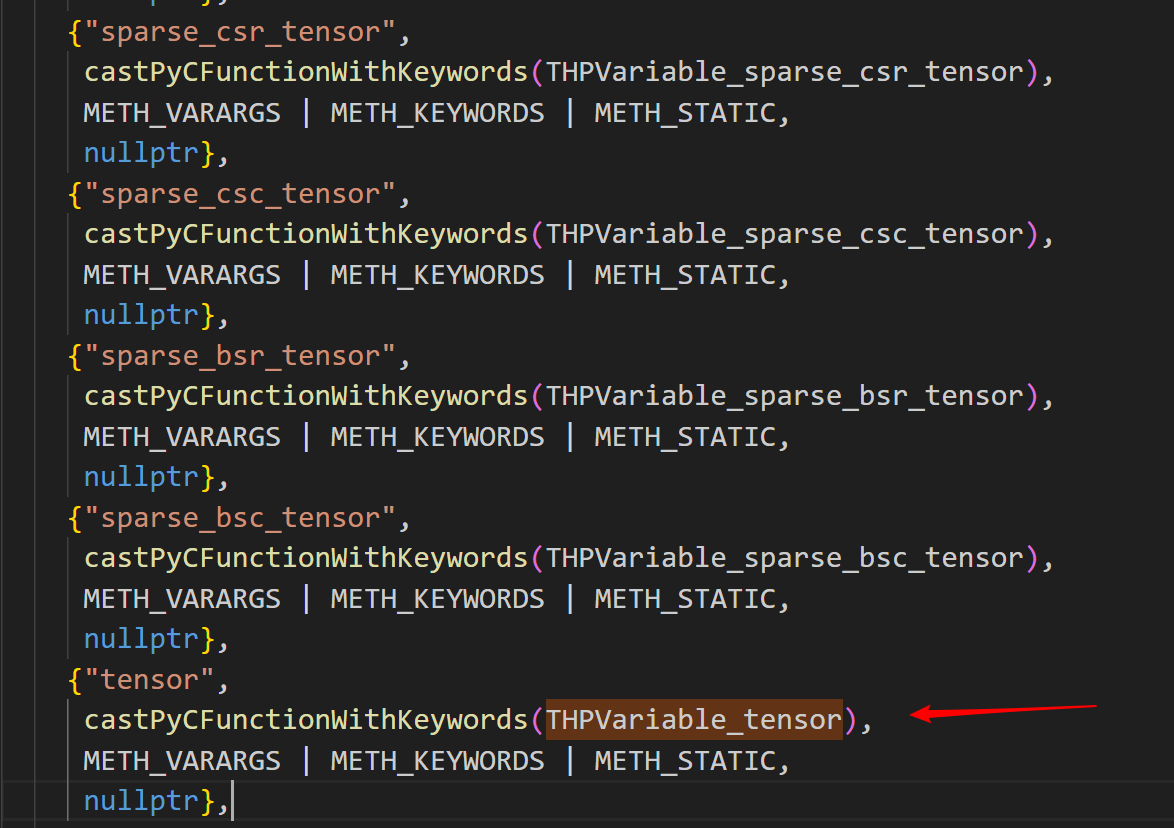 {"sparse_csr_tensor",
castPyCFunctionWithKeywords(THPVariable_sparse_csr_tensor),
METH_VARARGS | METH_KEYWORDS | METH_STATIC,
nullptr},
{"sparse_csc_tensor",
castPyCFunctionWithKeywords(THPVariable_sparse_csc_tensor),
METH_VARARGS | METH_KEYWORDS | METH_STATIC,
nullptr},
{"sparse_bsr_tensor",
castPyCFunctionWithKeywords(THPVariable_sparse_bsr_tensor),
METH_VARARGS | METH_KEYWORDS | METH_STATIC,
nullptr},
{"sparse_bsc_tensor",
castPyCFunctionWithKeywords(THPVariable_sparse_bsc_tensor),
METH_VARARGS | METH_KEYWORDS | METH_STATIC,
nullptr},
{"tensor",
castPyCFunctionWithKeywords(THPVariable_tensor),
METH_VARARGS | METH_KEYWORDS | METH_STATIC,
nullptr},